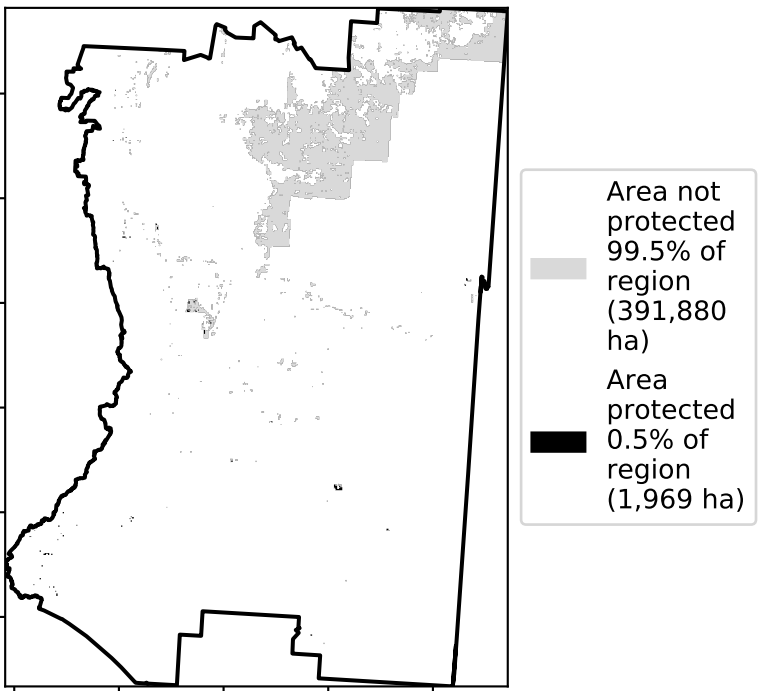 Area not
protected
99.5% of
region
(391,880
ha)
Area
protected
0.5% of
region
(1,969 ha)